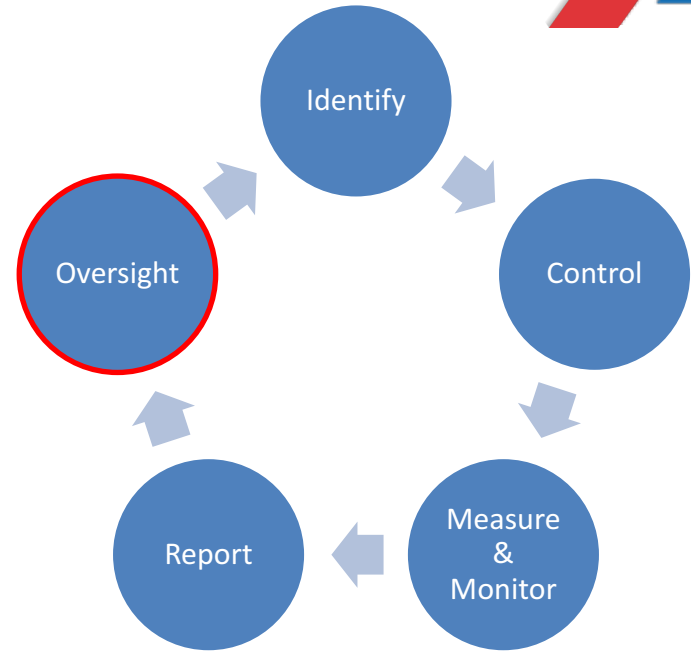 Identify
Control
Measure
&
Monitor
Report
Oversight